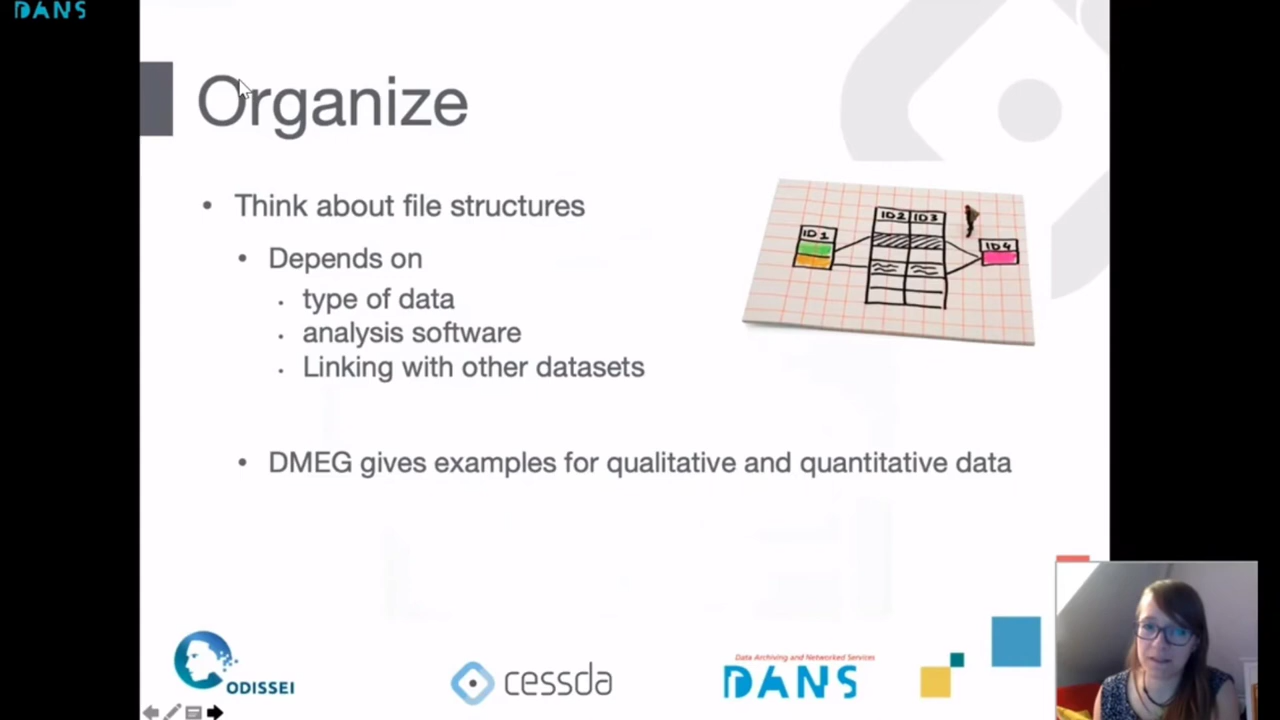 DANS
Organize
• Think about file structures
• Depends on
• type of data
• analysis software
• Linking with other datasets
ID1
ID2 ID3
ID4
• DMEG gives examples for qualitative and quantitative data
ODISSEI
cessda
Data Archiving and Networked Services
DANS